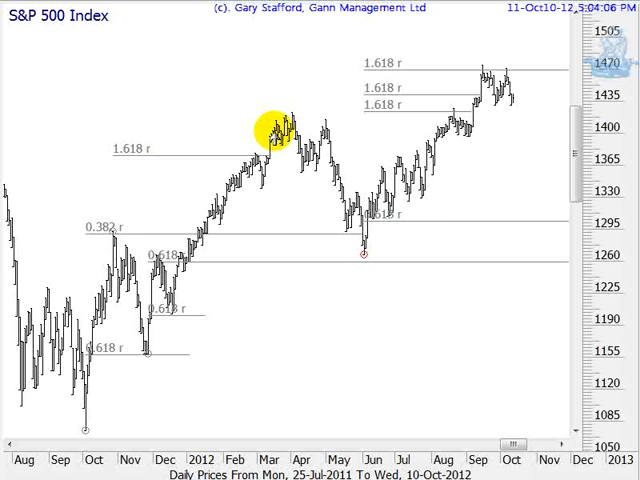 S&P 500 Index
(c). Gary Stafford, Gann Management Ltd
11-Oct10-12,5:04:06 PM
1505
1470
1.618 r
1435
1.618 r
1.618 r
1400
1.618 r
1365
1330
1295
0.618 r
0.382 r
1260
0.618 r
1225
0.618 r
1190
1155
0.618 r
1120
1085
1050
Aug Sep Oct Nov Dec 2012 Feb Mar Apr May Jun Jul Aug Sep Oct Nov Dec 2013
Daily Prices From Mon, 25-Jul-2011 To Wed, 10-Oct-2012